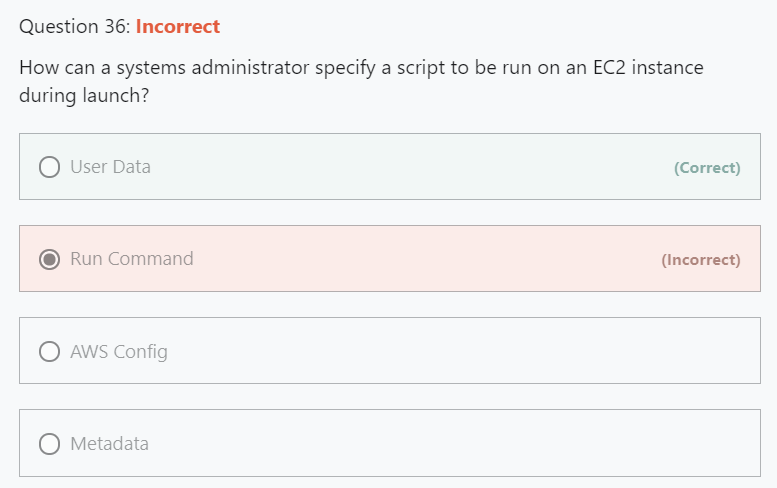 Question 36: Incorrect
How can a systems administrator specify a script to be run on an EC2 instance
during launch?
User Data (Correct)
Run Command (Incorrect)
AWS Config
Metadata